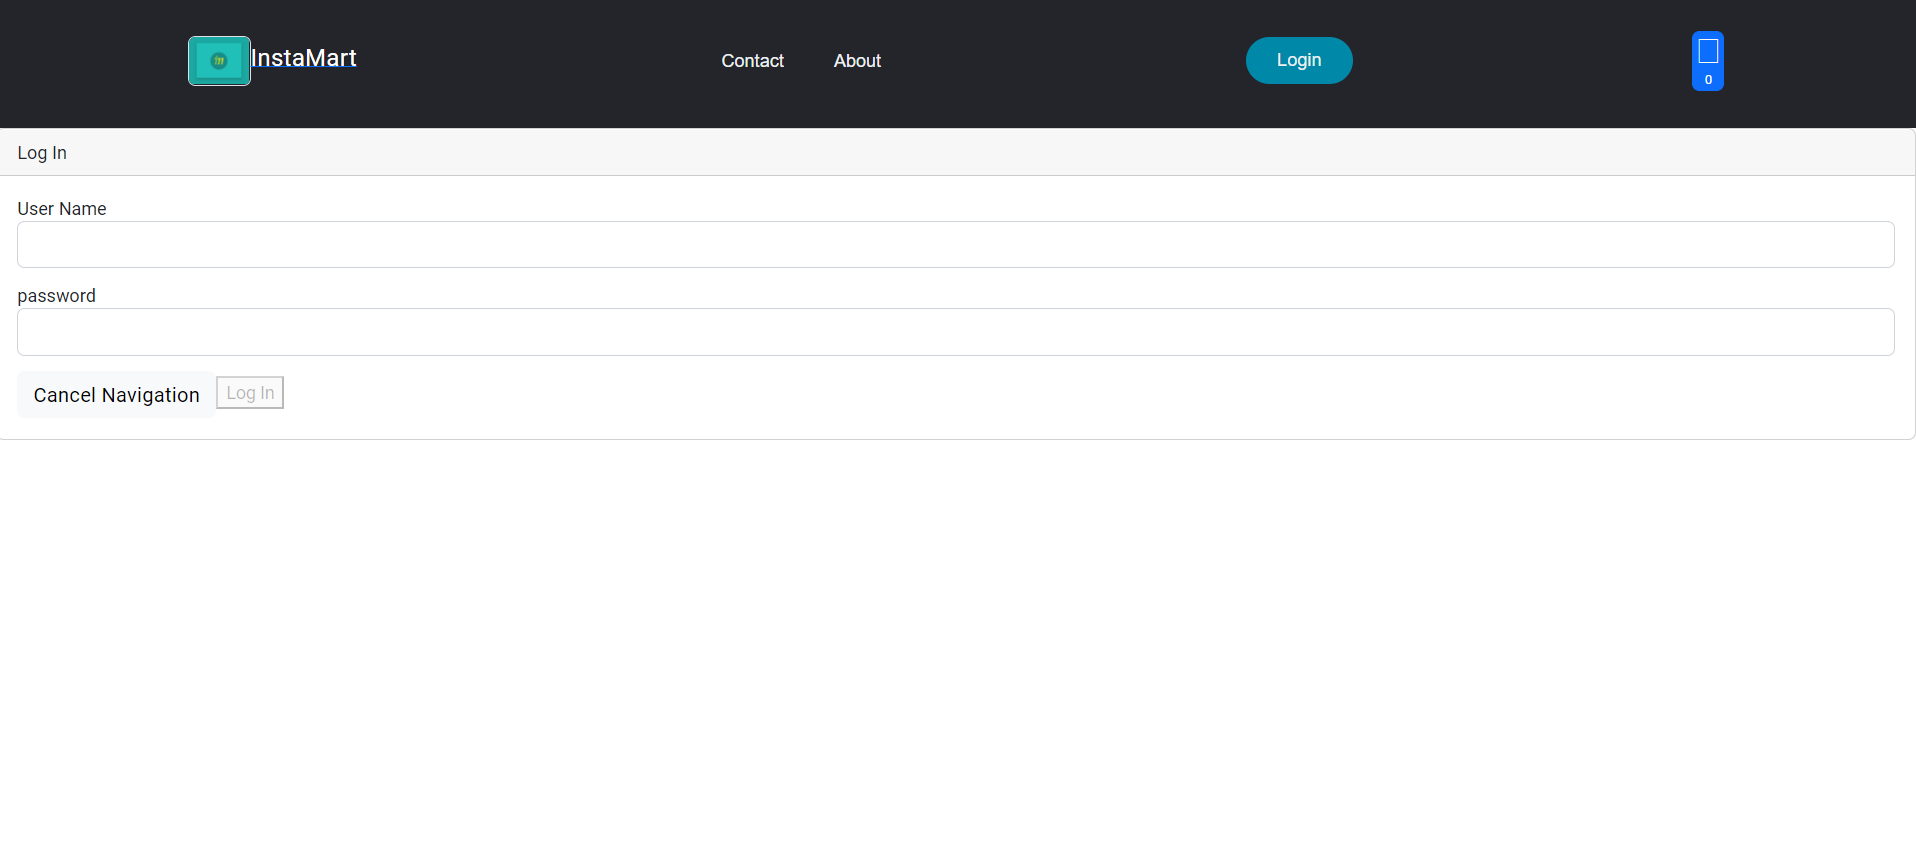 InstaMart
Contact
About
Login
0
Log In
User Name
password
Cancel Navigation
Log In